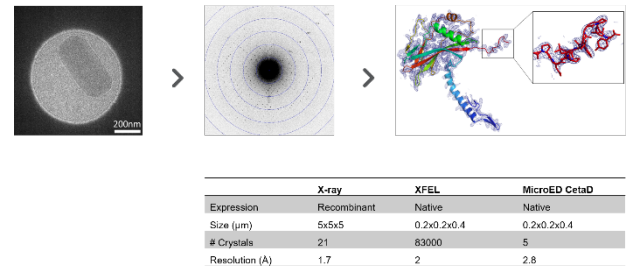 200nm
X-ray XFEL MicroED CetaD
Expression Recombinant Native Native
Size (µm) 5x5x5 0.2x0.2x0.4 0.2x0.2x0.4
# Crystals 21 83000 5
Resolution (Å) 1.7 2 2.8